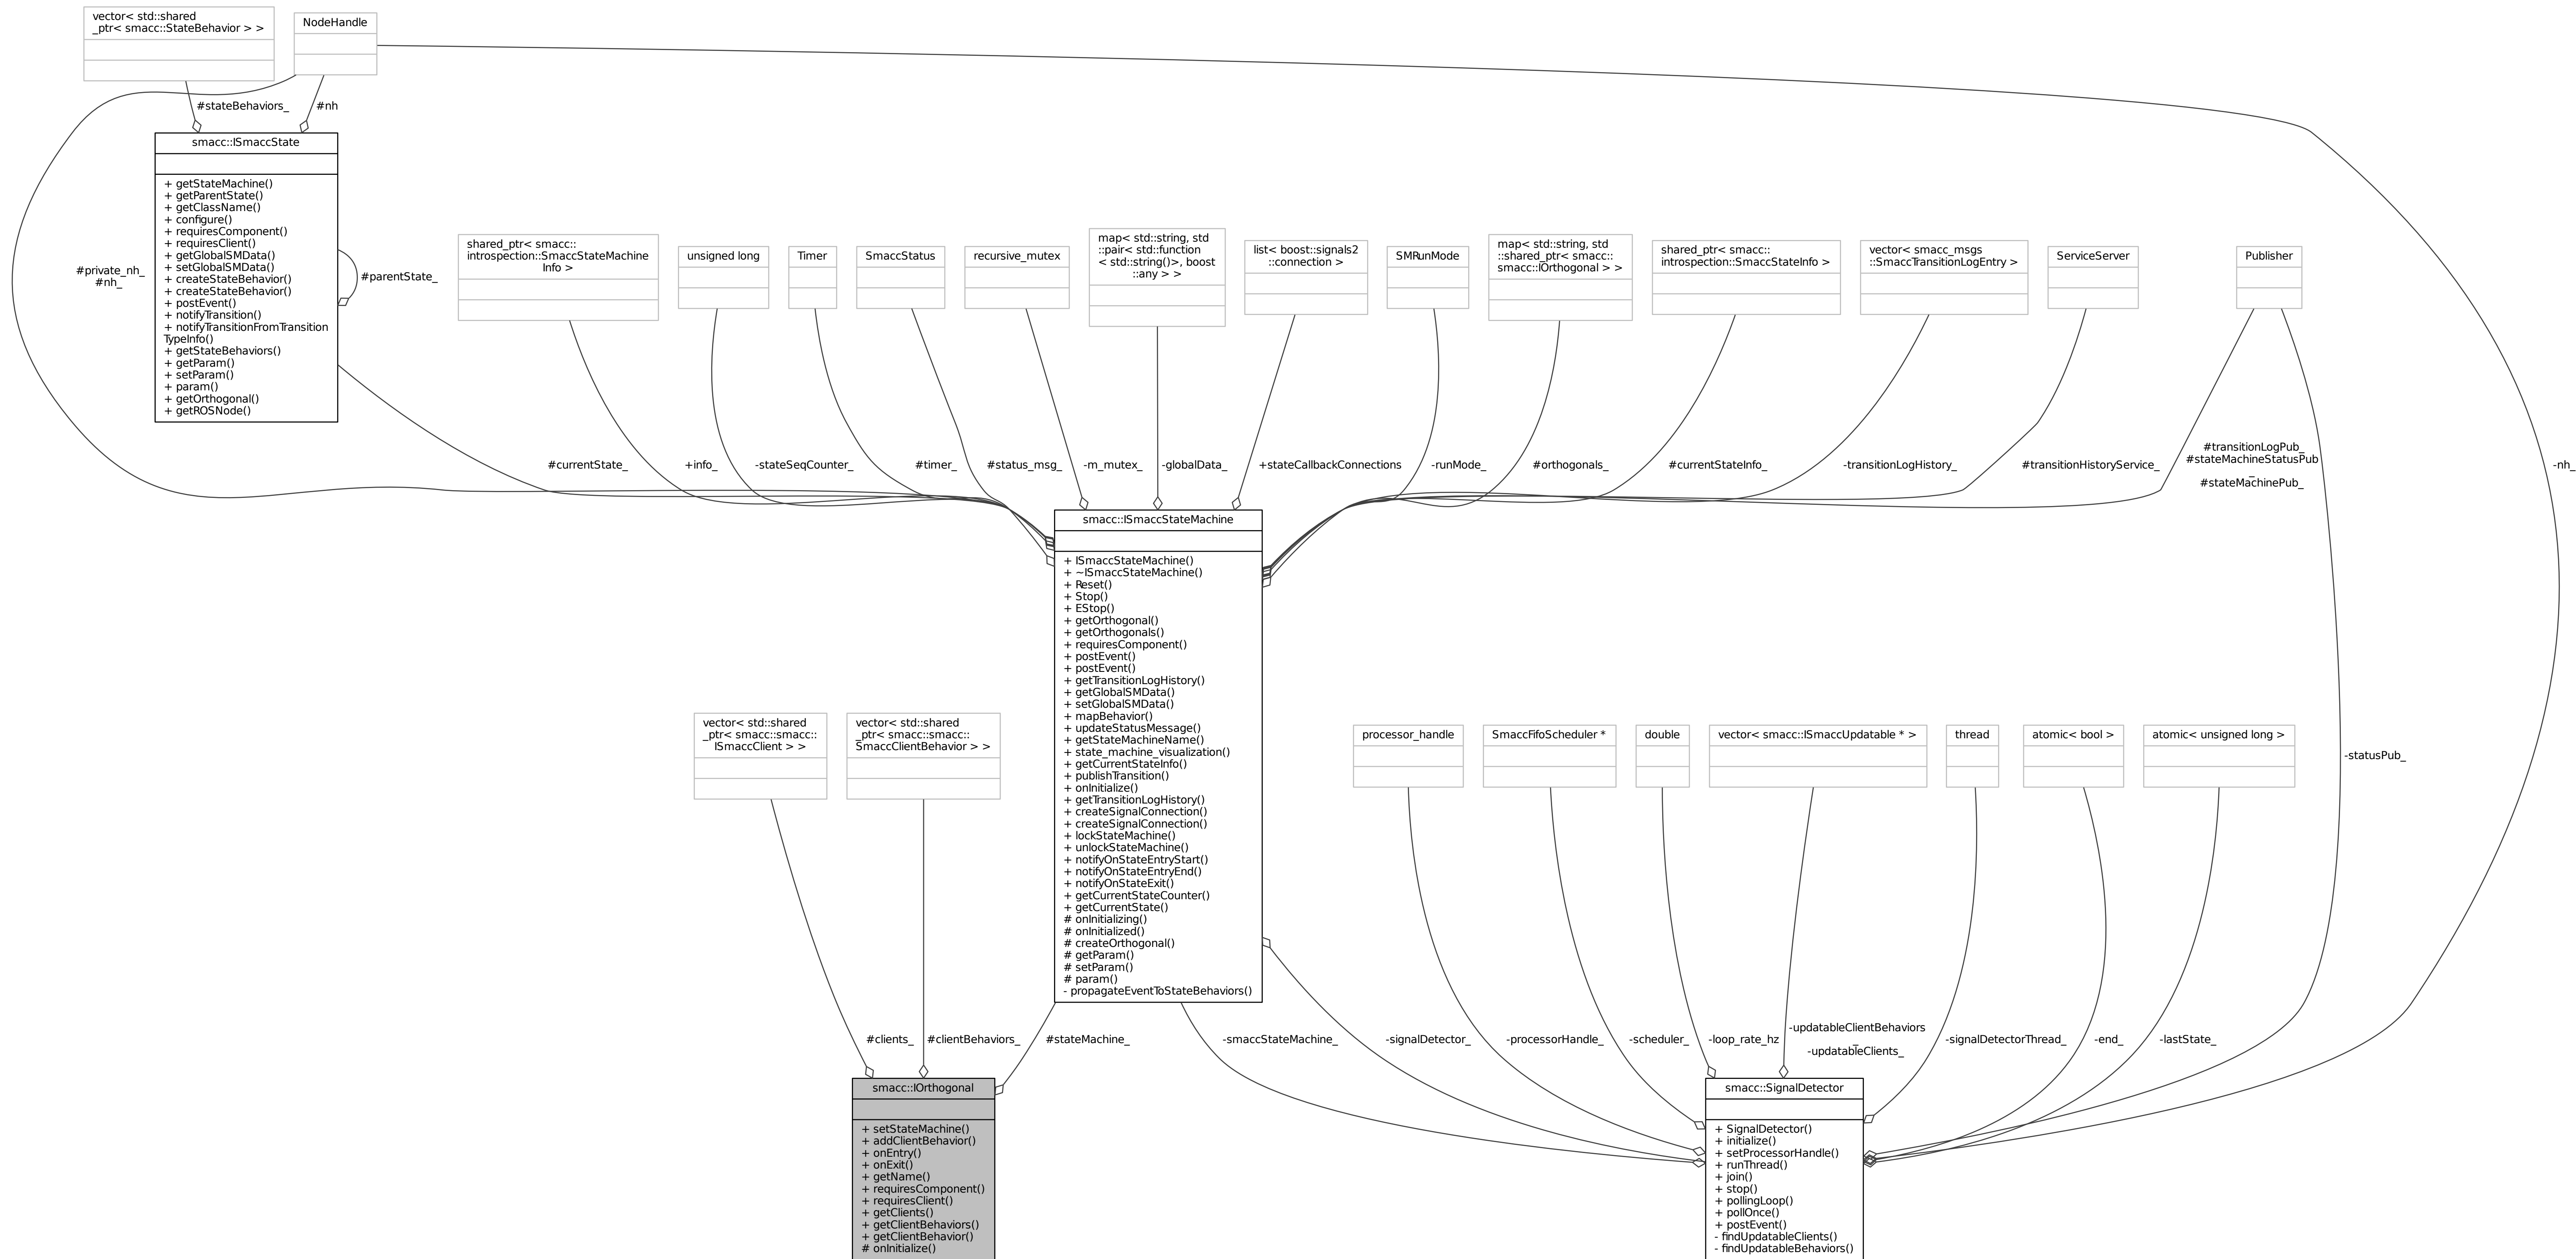 vector< std::shared
_ptr< smacc::StateBehavior > >
NodeHandle
#stateBehaviors_
#nh
smacc::ISmaccState
+ getStateMachine()
+ getParentState()
+ getClassName()
+ configure()
+ requiresComponent()
+ requiresClient()
+ getGlobalSMData()
+ setGlobalSMData()
+ createStateBehavior()
+ createStateBehavior()
+ postEvent()
+ notifyTransition()
+ notifyTransitionFromTransition
TypeInfo()
+ getStateBehaviors()
+ getParam()
+ setParam()
+ param()
+ getOrthogonal()
+ getROSNode()
#private_nh_
#nh_
#parentState_
shared_ptr< smacc::
introspection::SmaccStateMachine
Info >
unsigned long
Timer
SmaccStatus
recursive_mutex
map< std::string, std
::pair< std::function
< std::string()>, boost
::any > >
list< boost::signals2
::connection >
SMRunMode
map< std::string, std
::shared_ptr< smacc::
smacc::IOrthogonal > >
shared_ptr< smacc::
introspection::SmaccStateInfo >
vector< smacc_msgs
::SmaccTransitionLogEntry >
ServiceServer
Publisher
#currentState_
+info_
-stateSeqCounter_
#timer_
#status_msg_
-m_mutex_
-globalData_
+stateCallbackConnections
-runMode_
#orthogonals_
#currentStateInfo_
-transitionLogHistory_
#transitionHistoryService_
#transitionLogPub_
#stateMachineStatusPub
_
#stateMachinePub_
-nh_
smacc::ISmaccStateMachine
+ ISmaccStateMachine()
+ ~ISmaccStateMachine()
+ Reset()
+ Stop()
+ EStop()
+ getOrthogonal()
+ getOrthogonals()
+ requiresComponent()
+ postEvent()
+ postEvent()
+ getTransitionLogHistory()
+ getGlobalSMData()
+ setGlobalSMData()
+ mapBehavior()
+ updateStatusMessage()
+ getStateMachineName()
+ state_machine_visualization()
+ getCurrentStateInfo()
+ publishTransition()
+ onInitialize()
+ getTransitionLogHistory()
+ createSignalConnection()
+ createSignalConnection()
+ lockStateMachine()
+ unlockStateMachine()
+ notifyOnStateEntryStart()
+ notifyOnStateEntryEnd()
+ notifyOnStateExit()
+ getCurrentStateCounter()
+ getCurrentState()
# onInitializing()
# onInitialized()
# createOrthogonal()
# getParam()
# setParam()
# param()
- propagateEventToStateBehaviors()
vector< std::shared
_ptr< smacc::smacc::
ISmaccClient > >
vector< std::shared
_ptr< smacc::smacc::
SmaccClientBehavior > >
processor_handle
SmaccFifoScheduler *
double
vector< smacc::ISmaccUpdatable * >
thread
atomic< bool >
atomic< unsigned long >
-statusPub_
#clients_
#clientBehaviors_
#stateMachine_
-smaccStateMachine_
-signalDetector_
-processorHandle_
-scheduler_
-loop_rate_hz
-updatableClientBehaviors
_
-updatableClients_
-signalDetectorThread_
-end_
-lastState_
smacc::IOrthogonal
+ setStateMachine()
+ addClientBehavior()
+ onEntry()
+ onExit()
+ getName()
+ requiresComponent()
+ requiresClient()
+ getClients()
+ getClientBehaviors()
+ getClientBehavior()
# onInitialize()
smacc::SignalDetector
+ SignalDetector()
+ initialize()
+ setProcessorHandle()
+ runThread()
+ join()
+ stop()
+ pollingLoop()
+ pollOnce()
+ postEvent()
- findUpdatableClients()
- findUpdatableBehaviors()